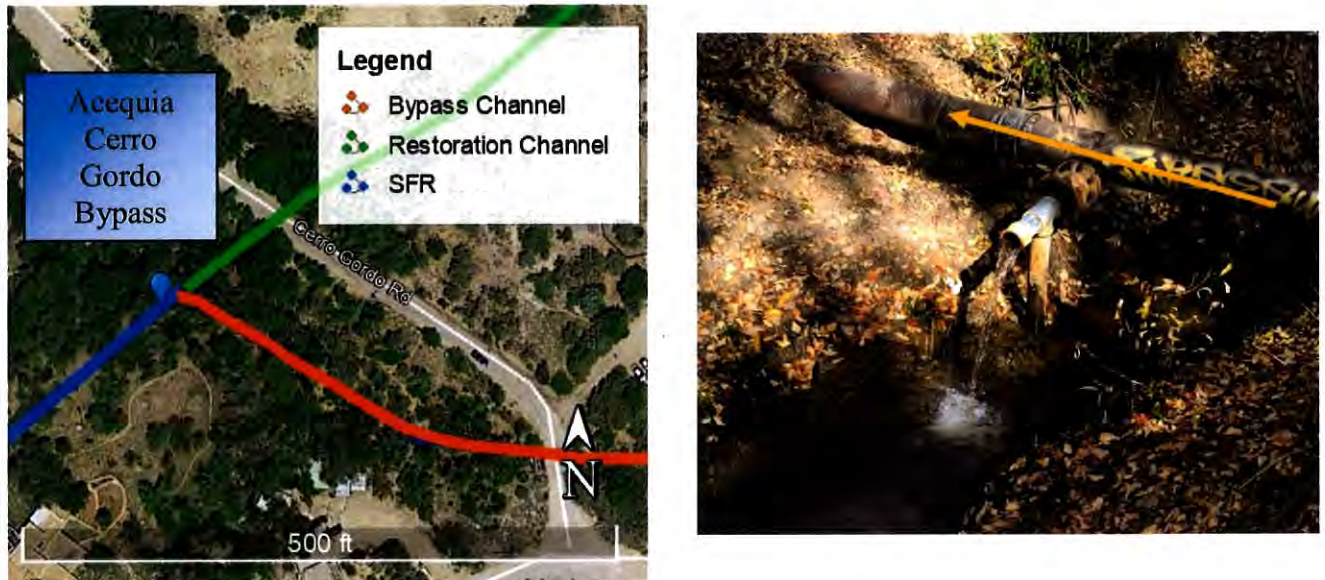 Acequia
Cerro
Gordo
Bypass
Legend
Bypass Channel
Restoration Channel
SFR
Cerro Gordo Rd
N
500 ft